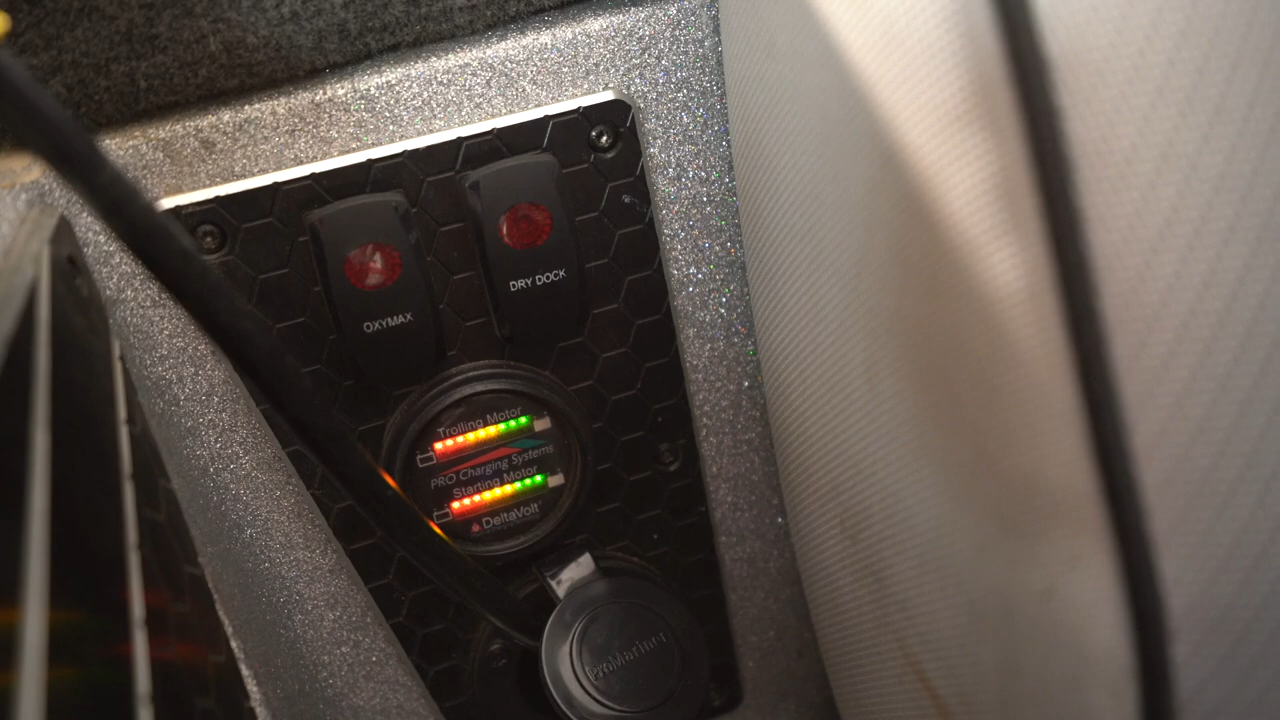 OXYMAX
DRY DOCK
Trolling Motor
PRO Charging Systems
Starting Motor
DeltaVolt
ProMariner